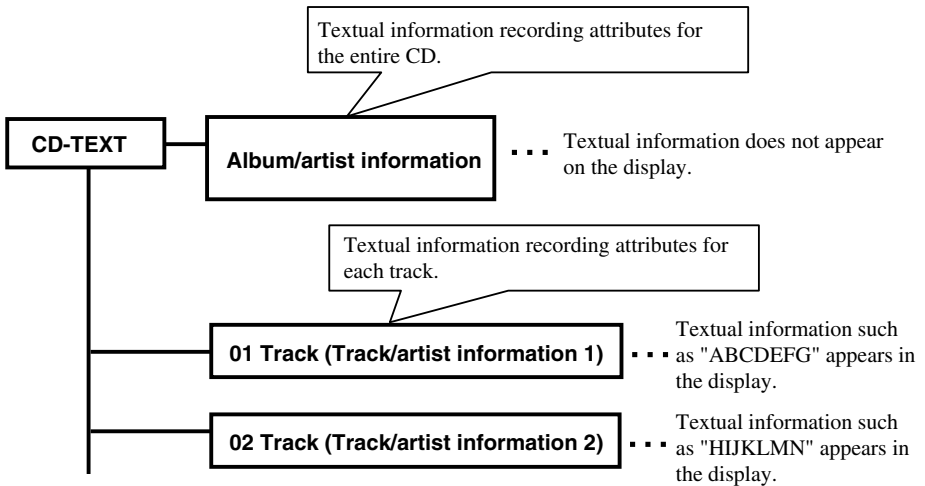 Textual information recording attributes for
the entire CD.
CD-TEXT
Album/artist information
Textual information does not appear
on the display.
Textual information recording attributes for
each track.
01 Track (Track/artist information 1)
Textual information such
as "ABCDEFG" appears in
the display.
02 Track (Track/artist information 2)
Textual information such
as "HIJKLMN" appears in
the display.